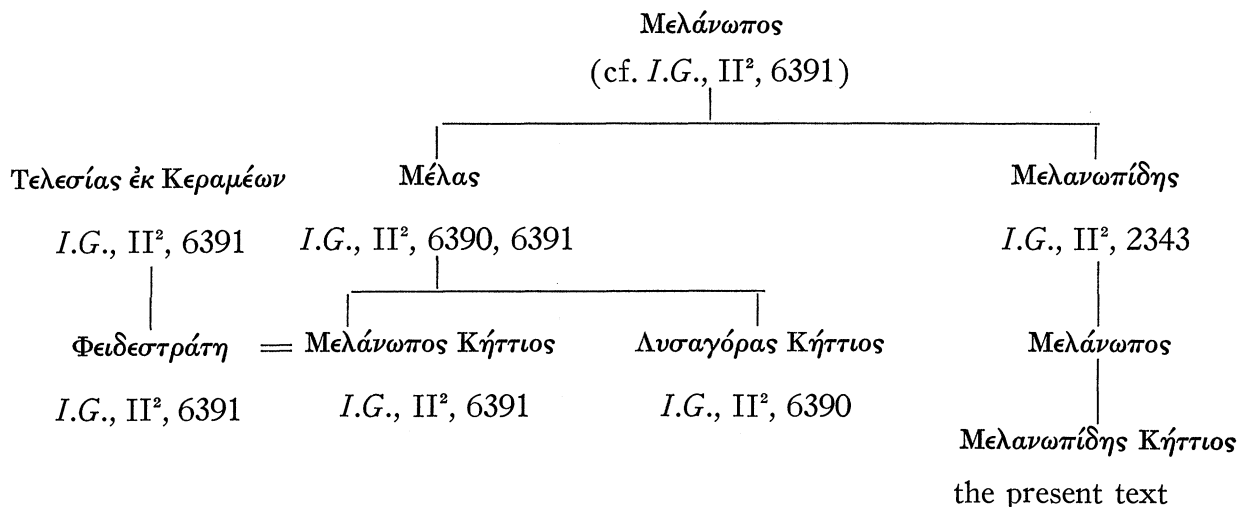 Μελάνωπος
(cf. I.G., II², 6391)
Τελεσίας ἐκ Κεραμέων Μέλας Μελανωπίδης
I.G., II², 6391 I.G., II², 6390, 6391 I.G., II², 2343
Φειδεστράτη = Μελάνωπος Κήττιος Λυσαγόρας Κήττιος Μελάνωπος
I.G., II², 6391 I.G., II², 6391 I.G., II², 6390
Μελανωπίδης Κήττιος
the present text